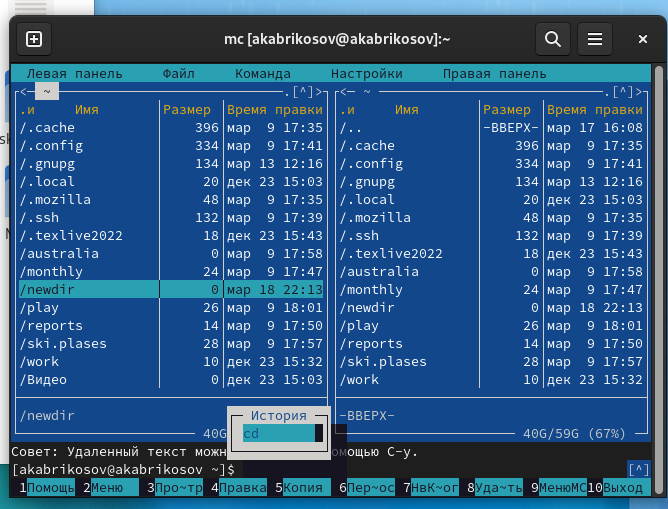 mc [akabrikosov@akabrikosov]:~
Левая панель Файл Команда Настройки Правая панель
<— ~ .[^]> <— ~ .[^]>
.и Имя Размер Время правки .и Имя Размер Время правки
/.cache 396 мар 9 17:35 /.. -ВВЕРХ- мар 17 16:08
/.config 334 мар 9 17:41 /.cache 396 мар 9 17:35
/.gnupg 134 мар 13 12:16 /.config 334 мар 9 17:41
/.local 20 дек 23 15:03 /.gnupg 134 мар 13 12:16
/.mozilla 48 мар 9 17:35 /.local 20 дек 23 15:03
/.ssh 132 мар 9 17:39 /.mozilla 48 мар 9 17:35
/.texlive2022 18 дек 23 15:43 /.ssh 132 мар 9 17:39
/australia 0 мар 9 17:58 /.texlive2022 18 дек 23 15:43
/monthly 24 мар 9 17:47 /australia 0 мар 9 17:58
/newdir 0 мар 18 22:13 /monthly 24 мар 9 17:47
/play 26 мар 9 18:01 /newdir 0 мар 18 22:13
/reports 14 мар 9 17:50 /play 26 мар 9 18:01
/ski.plases 28 мар 9 17:57 /reports 14 мар 9 17:50
/work 10 дек 23 15:32 /ski.plases 28 мар 9 17:57
/Видео 0 дек 23 15:03 /work 10 дек 23 15:32
/newdir -ВВЕРХ-
История
cd
40G 40G/59G (67%)
Совет: Удаленный текст можн мощью C-y.
[akabrikosov@akabrikosov ~]$ [^]
1Помощь 2Меню 3Про~тр 4Правка 5Копия 6Пер~ос 7НвК~ог 8Уда~ть 9МенюMC 10Выход